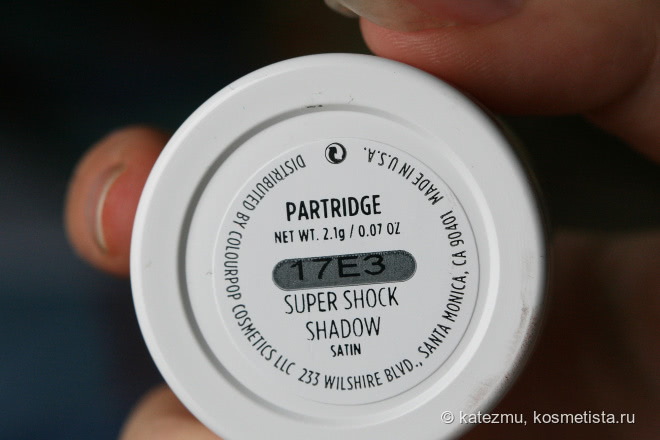 PARTRIDGE
NET WT. 2.1g / 0.07 OZ
17E3
SUPER SHOCK
SHADOW
SATIN
DISTRIBUTED BY COLOURPOP COSMETICS LLC 233 WILSHIRE BLVD., SANTA MONICA, CA 90401 MADE IN U.S.A.
© katezmu, kosmetista.ru